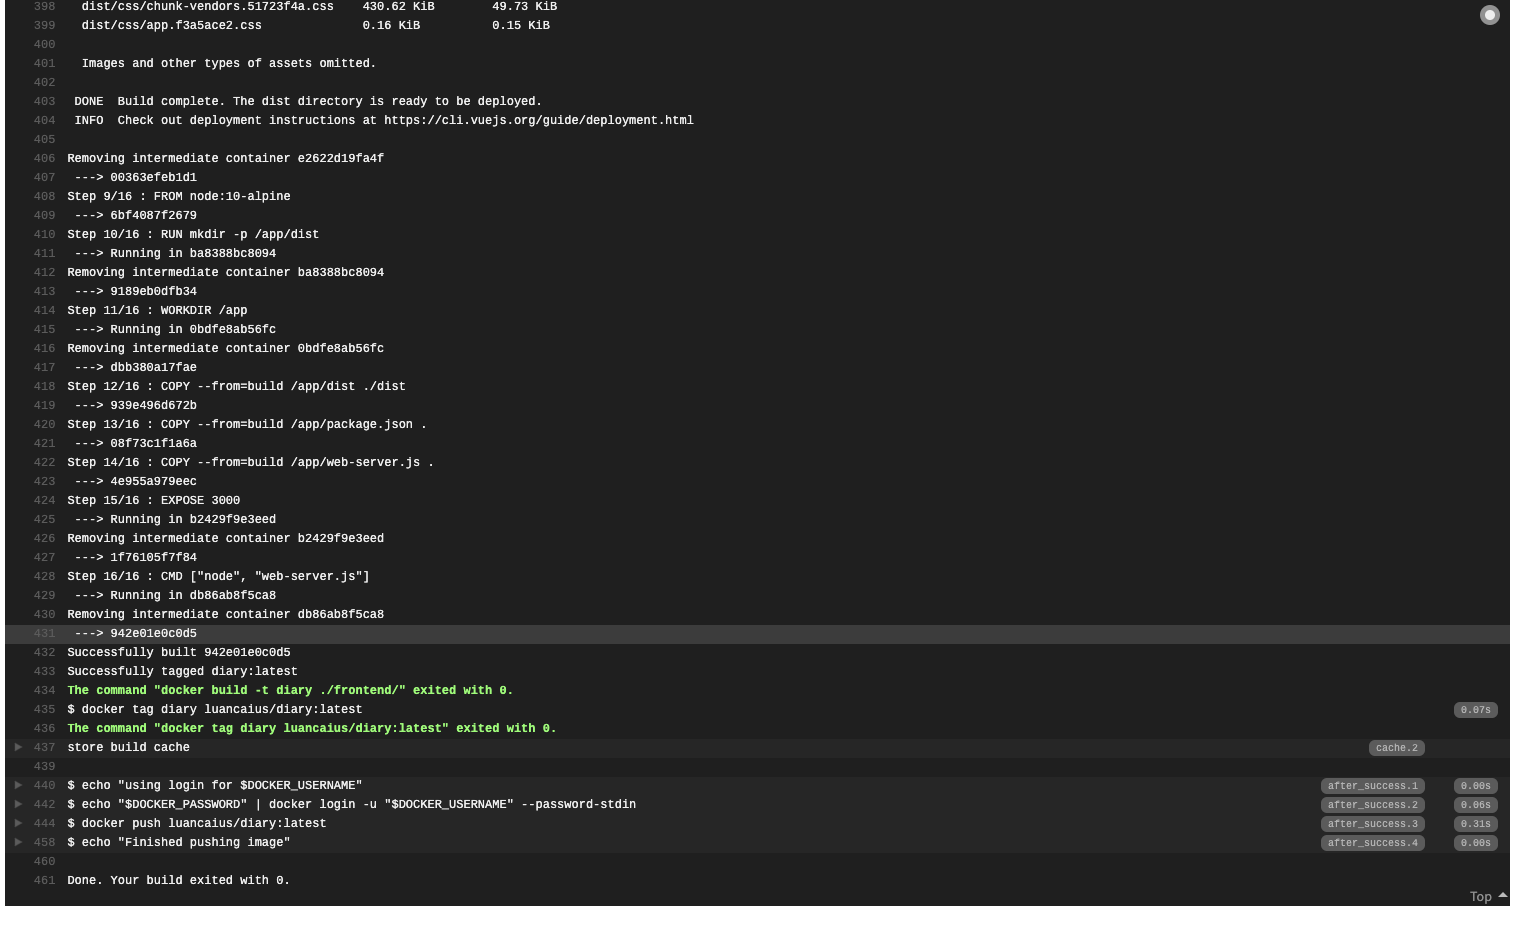 398 dist/css/chunk-vendors.51723f4a.css 430.62 KiB 49.73 KiB
399 dist/css/app.f3a5ace2.css 0.16 KiB 0.15 KiB
400
401 Images and other types of assets omitted.
402
403 DONE Build complete. The dist directory is ready to be deployed.
404 INFO Check out deployment instructions at https://cli.vuejs.org/guide/deployment.html
405
406 Removing intermediate container e2622d19fa4f
407 ---> 00363efeb1d1
408 Step 9/16 : FROM node:10-alpine
409 ---> 6bf4087f2679
410 Step 10/16 : RUN mkdir -p /app/dist
411 ---> Running in ba8388bc8094
412 Removing intermediate container ba8388bc8094
413 ---> 9189eb0dfb34
414 Step 11/16 : WORKDIR /app
415 ---> Running in 0bdfe8ab56fc
416 Removing intermediate container 0bdfe8ab56fc
417 ---> dbb380a17fae
418 Step 12/16 : COPY --from=build /app/dist ./dist
419 ---> 939e496d672b
420 Step 13/16 : COPY --from=build /app/package.json .
421 ---> 08f73c1f1a6a
422 Step 14/16 : COPY --from=build /app/web-server.js .
423 ---> 4e955a979eec
424 Step 15/16 : EXPOSE 3000
425 ---> Running in b2429f9e3eed
426 Removing intermediate container b2429f9e3eed
427 ---> 1f76105f7f84
428 Step 16/16 : CMD ["node", "web-server.js"]
429 ---> Running in db86ab8f5ca8
430 Removing intermediate container db86ab8f5ca8
431 ---> 942e01e0c0d5
432 Successfully built 942e01e0c0d5
433 Successfully tagged diary:latest
434 The command "docker build -t diary ./frontend/" exited with 0.
435 $ docker tag diary luancaius/diary:latest 0.07s
436 The command "docker tag diary luancaius/diary:latest" exited with 0.
437 store build cache cache.2
439
440 $ echo "using login for $DOCKER_USERNAME" after_success.1 0.00s
442 $ echo "$DOCKER_PASSWORD" | docker login -u "$DOCKER_USERNAME" --password-stdin after_success.2 0.06s
444 $ docker push luancaius/diary:latest after_success.3 0.31s
458 $ echo "Finished pushing image" after_success.4 0.00s
460
461 Done. Your build exited with 0.
Top